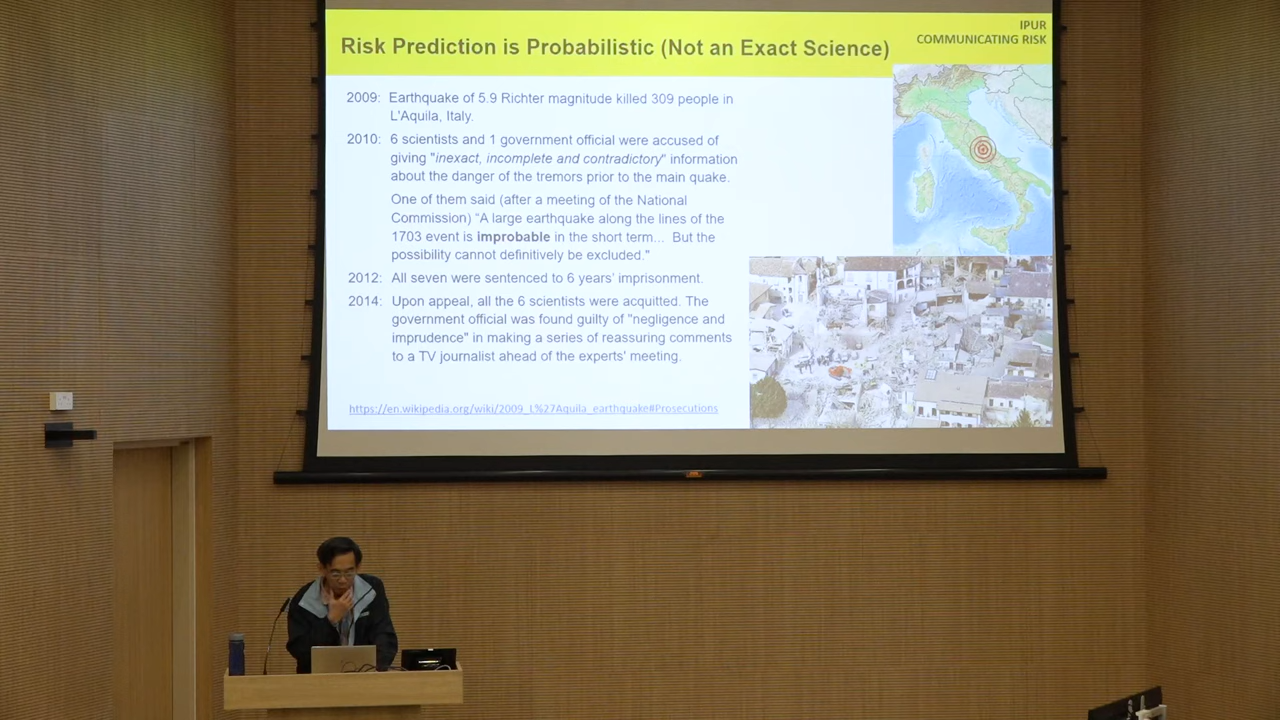 Risk Prediction is Probabilistic (Not an Exact Science)
IPUR
COMMUNICATING RISK
2009: Earthquake of 5.9 Richter magnitude killed 309 people in
L'Aquila, Italy.
2010: 6 scientists and 1 government official were accused of
giving "inexact, incomplete and contradictory" information
about the danger of the tremors prior to the main quake.
One of them said (after a meeting of the National
Commission) "A large earthquake along the lines of the
1703 event is improbable in the short term... But the
possibility cannot definitively be excluded."
2012: All seven were sentenced to 6 years' imprisonment.
2014: Upon appeal, all the 6 scientists were acquitted. The
government official was found guilty of "negligence and
imprudence" in making a series of reassuring comments
to a TV journalist ahead of the experts' meeting.
https://en.wikipedia.org/wiki/2009_L%27Aquila_earthquake#Prosecutions